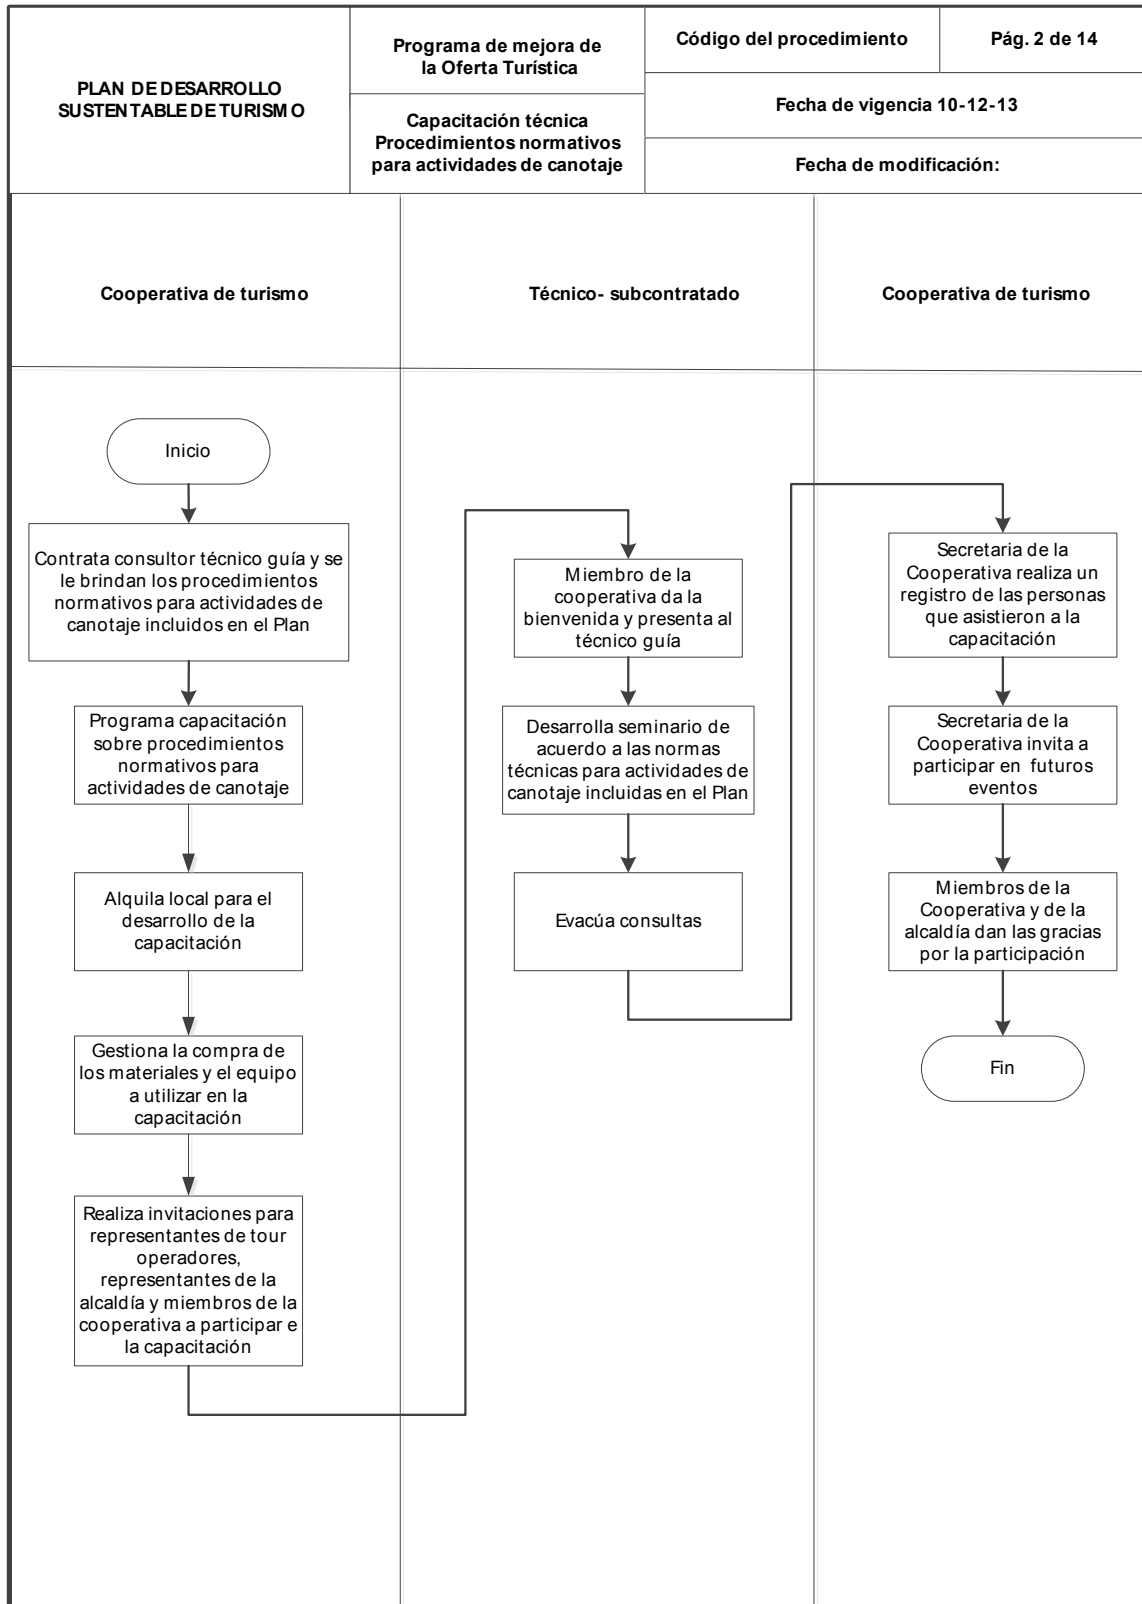 PLAN DE DESARROLLO
SUSTENTABLE DE TURISMO
Programa de mejora de
la Oferta Turística
Capacitación técnica
Procedimientos normativos
para actividades de canotaje
Código del procedimiento
Pág. 2 de 14
Fecha de vigencia 10-12-13
Fecha de modificación:
Cooperativa de turismo
Técnico- subcontratado
Cooperativa de turismo
Inicio
Contrata consultor técnico guía y se
le brindan los procedimientos
normativos para actividades de
canotaje incluidos en el Plan
Programa capacitación
sobre procedimientos
normativos para
actividades de canotaje
Alquila local para el
desarrollo de la
capacitación
Gestiona la compra de
los materiales y el equipo
a utilizar en la
capacitación
Realiza invitaciones para
representantes de tour
operadores,
representantes de la
alcaldía y miembros de la
cooperativa a participar e
la capacitación
Miembro de la
cooperativa da la
bienvenida y presenta al
técnico guía
Desarrolla seminario de
acuerdo a las normas
técnicas para actividades de
canotaje incluidas en el Plan
Evacúa consultas
Secretaria de la
Cooperativa realiza un
registro de las personas
que asistieron a la
capacitación
Secretaria de la
Cooperativa invita a
participar en futuros
eventos
Miembros de la
Cooperativa y de la
alcaldía dan las gracias
por la participación
Fin